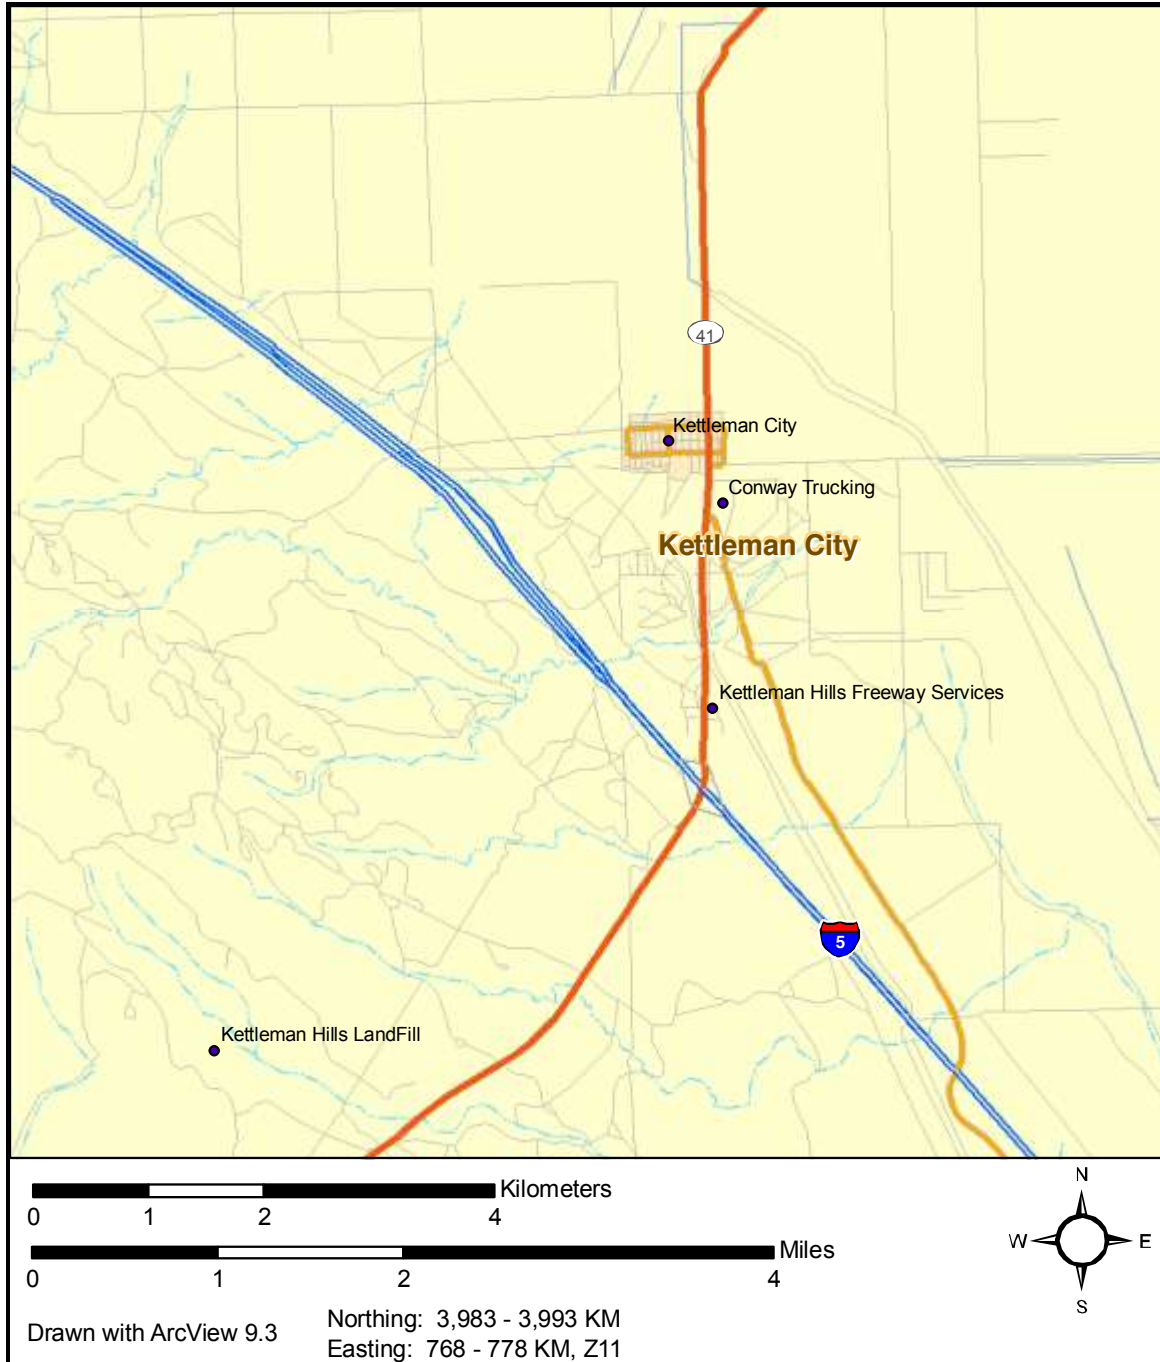 41
Kettleman City
Conway Trucking
Kettleman City
Kettleman Hills Freeway Services
5
Kettleman Hills LandFill
Kilometers
0 1 2 4
Miles
0 1 2 4
N
W E
S
Drawn with ArcView 9.3
Northing: 3,983 - 3,993 KM
Easting: 768 - 778 KM, Z11